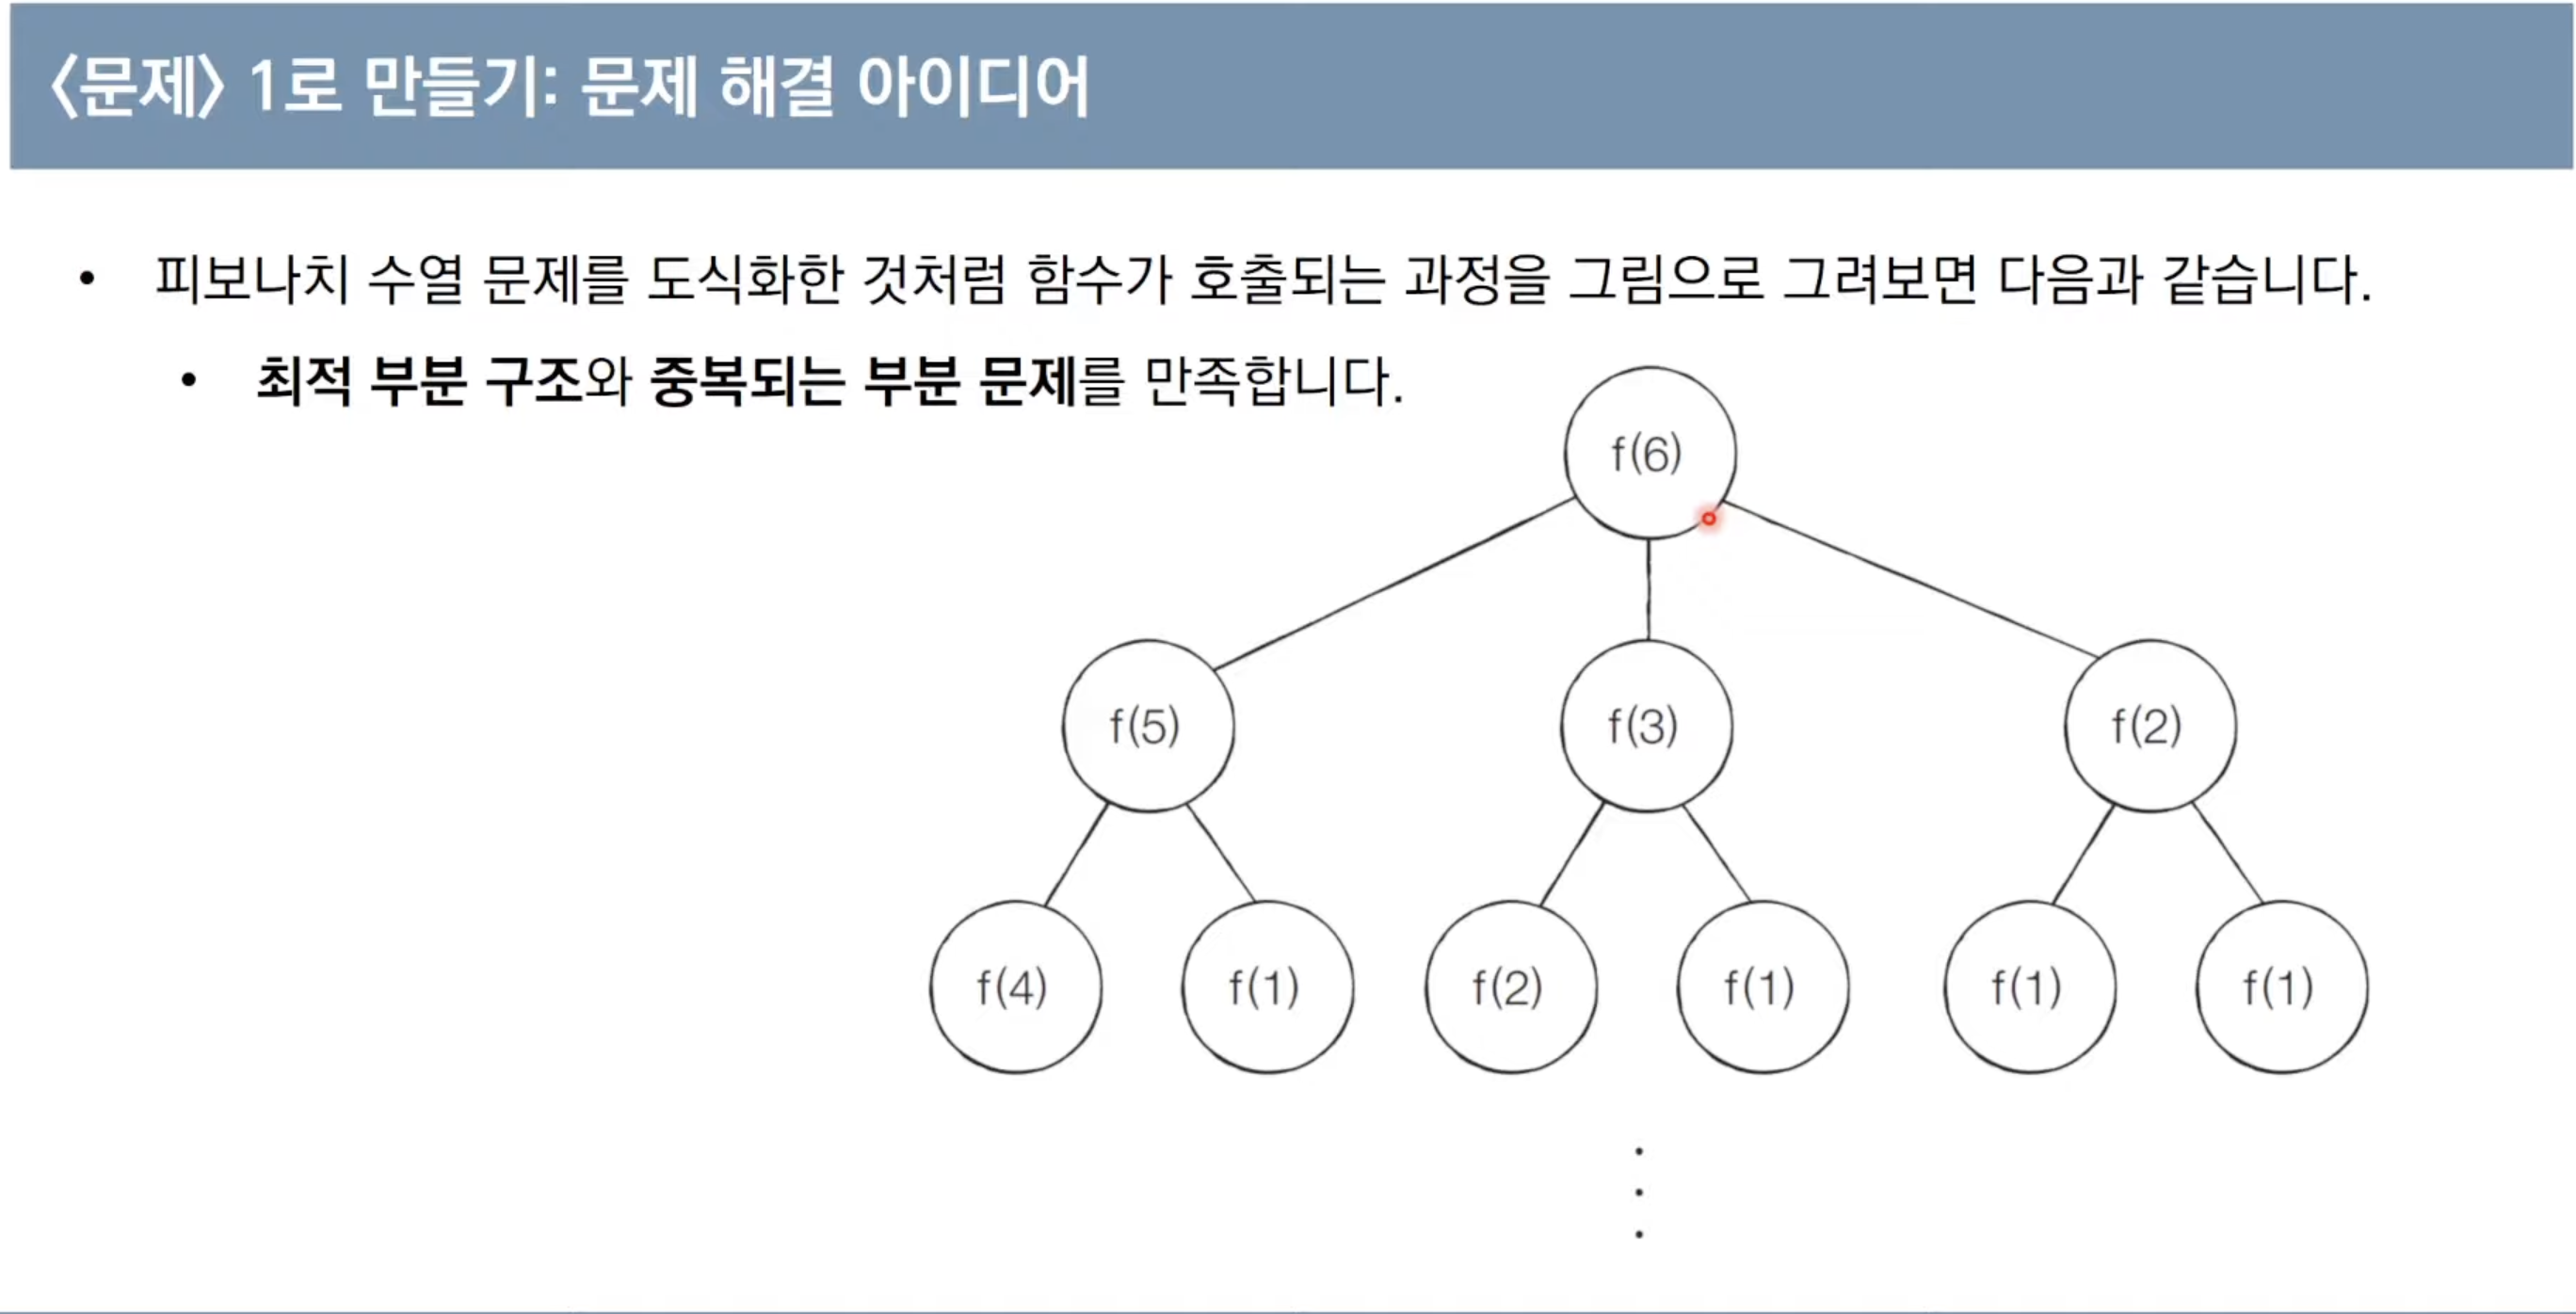 〈문제〉 1로 만들기: 문제 해결 아이디어
• 피보나치 수열 문제를 도식화한 것처럼 함수가 호출되는 과정을 그림으로 그려보면 다음과 같습니다.
• 최적 부분 구조와 중복되는 부분 문제를 만족합니다.
f(6)
f(5) f(3) f(2)
f(4) f(1) f(2) f(1) f(1) f(1)